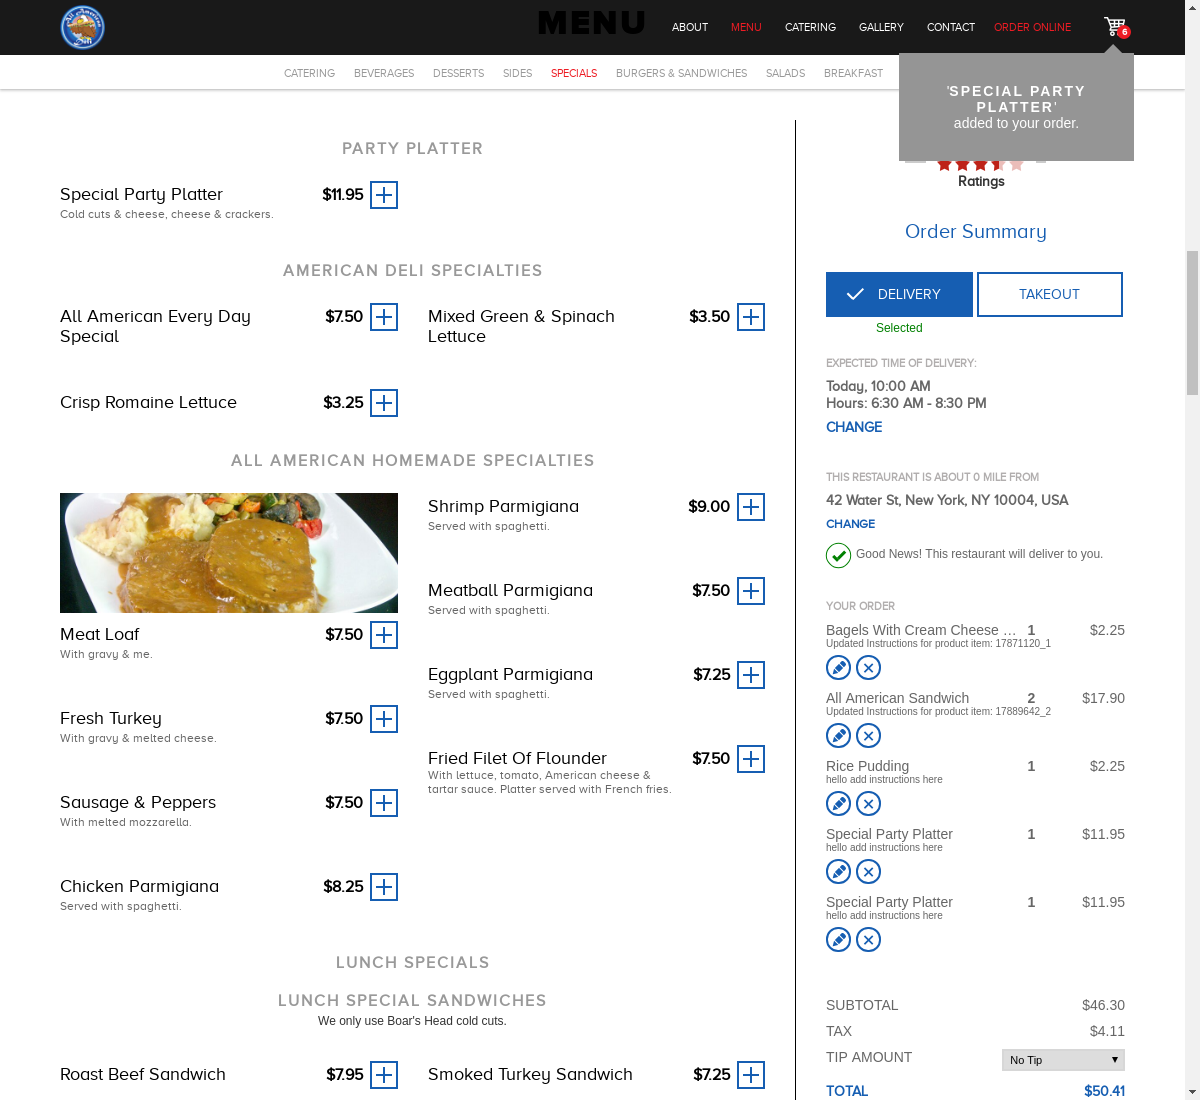 MENU
ABOUT
MENU
CATERING
GALLERY
CONTACT
ORDER ONLINE
6
CATERING
BEVERAGES
DESSERTS
SIDES
SPECIALS
BURGERS & SANDWICHES
SALADS
BREAKFAST
'SPECIAL PARTY
PLATTER'
added to your order.
PARTY PLATTER
Special Party Platter $11.95
Cold cuts & cheese, cheese & crackers.
AMERICAN DELI SPECIALTIES
All American Every Day $7.50
Special
Mixed Green & Spinach $3.50
Lettuce
Crisp Romaine Lettuce $3.25
ALL AMERICAN HOMEMADE SPECIALTIES
Meat Loaf $7.50
With gravy & me.
Fresh Turkey $7.50
With gravy & melted cheese.
Sausage & Peppers $7.50
With melted mozzarella.
Chicken Parmigiana $8.25
Served with spaghetti.
Shrimp Parmigiana $9.00
Served with spaghetti.
Meatball Parmigiana $7.50
Served with spaghetti.
Eggplant Parmigiana $7.25
Served with spaghetti.
Fried Filet Of Flounder $7.50
With lettuce, tomato, American cheese &
tartar sauce. Platter served with French fries.
LUNCH SPECIALS
LUNCH SPECIAL SANDWICHES
We only use Boar's Head cold cuts.
Roast Beef Sandwich $7.95
Smoked Turkey Sandwich $7.25
Ratings
Order Summary
DELIVERY
TAKEOUT
Selected
EXPECTED TIME OF DELIVERY:
Today, 10:00 AM
Hours: 6:30 AM - 8:30 PM
CHANGE
THIS RESTAURANT IS ABOUT 0 MILE FROM
42 Water St, New York, NY 10004, USA
CHANGE
Good News! This restaurant will deliver to you.
YOUR ORDER
Bagels With Cream Cheese ... 1 $2.25
Updated Instructions for product item: 17871120_1
All American Sandwich 2 $17.90
Updated Instructions for product item: 17889642_2
Rice Pudding 1 $2.25
hello add instructions here
Special Party Platter 1 $11.95
hello add instructions here
Special Party Platter 1 $11.95
hello add instructions here
SUBTOTAL $46.30
TAX $4.11
TIP AMOUNT No Tip
TOTAL $50.41